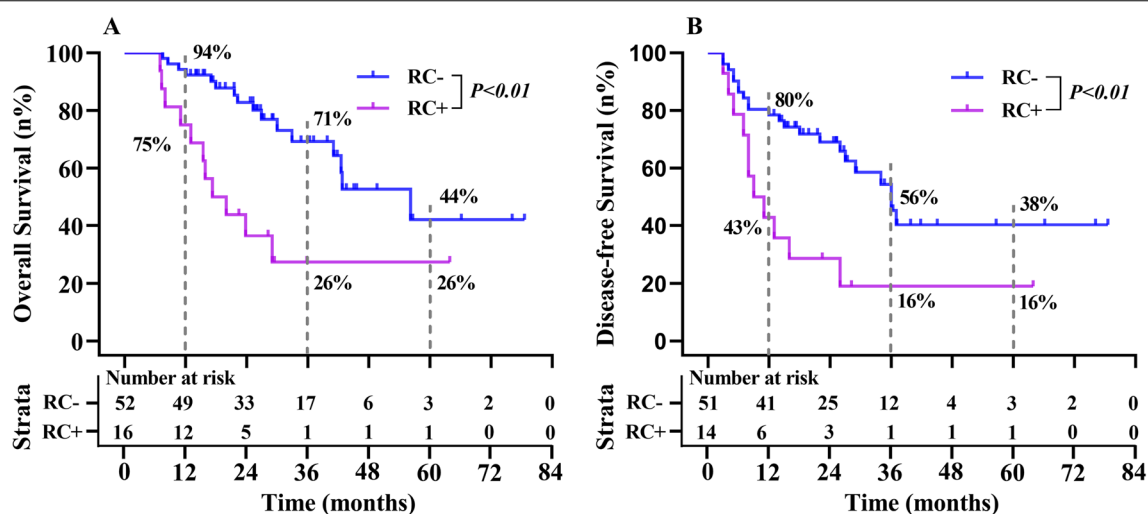 A
Overall Survival (n%)
100
80
60
40
20
0
94%
75%
71%
26%
44%
26%
RC-
RC+
P<0.01
Strata
Number at risk
RC- 52 49 33 17 6 3 2 0
RC+ 16 12 5 1 1 1 0 0
0 12 24 36 48 60 72 84
Time (months)
B
Disease-free Survival (n%)
100
80
60
40
20
0
80%
43%
56%
16%
38%
16%
RC-
RC+
P<0.01
Strata
Number at risk
RC- 51 41 25 12 4 3 2 0
RC+ 14 6 3 1 1 1 0 0
0 12 24 36 48 60 72 84
Time (months)